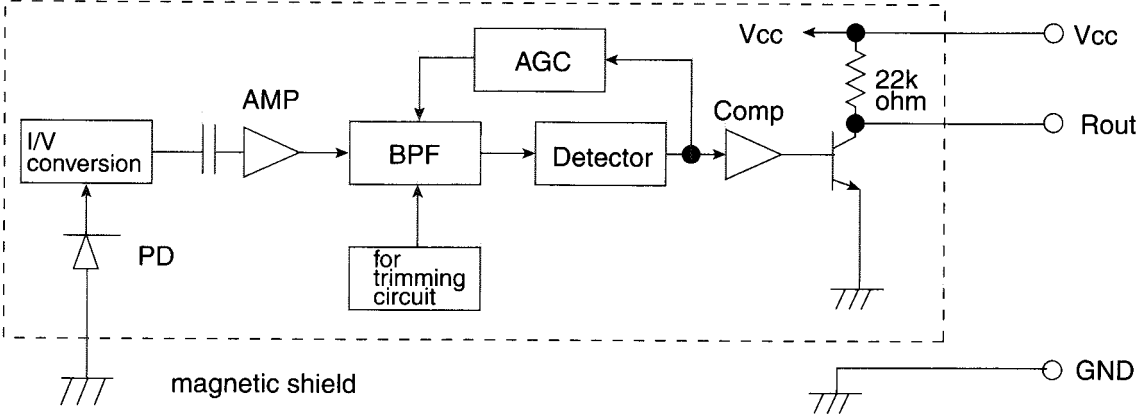 Vcc
Vcc
AGC
22k
ohm
AMP
Comp
Rout
I/V
conversion
BPF
Detector
PD
for
trimming
circuit
GND
magnetic shield